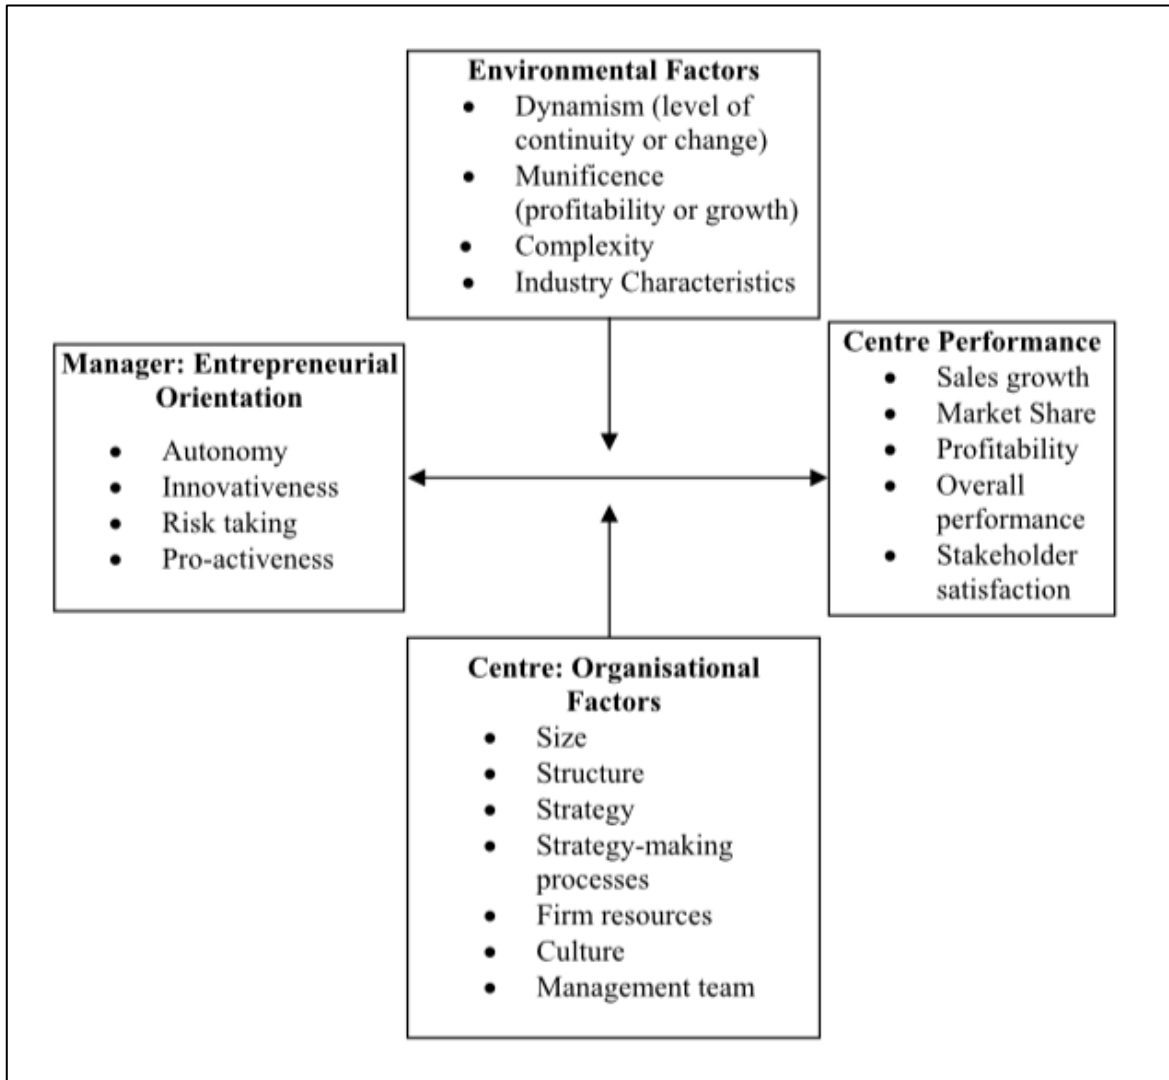 Environmental Factors
• Dynamism (level of
continuity or change)
• Munificence
(profitability or growth)
• Complexity
• Industry Characteristics
Manager: Entrepreneurial
Orientation
• Autonomy
• Innovativeness
• Risk taking
• Pro-activeness
Centre Performance
• Sales growth
• Market Share
• Profitability
• Overall
performance
• Stakeholder
satisfaction
Centre: Organisational
Factors
• Size
• Structure
• Strategy
• Strategy-making
processes
• Firm resources
• Culture
• Management team